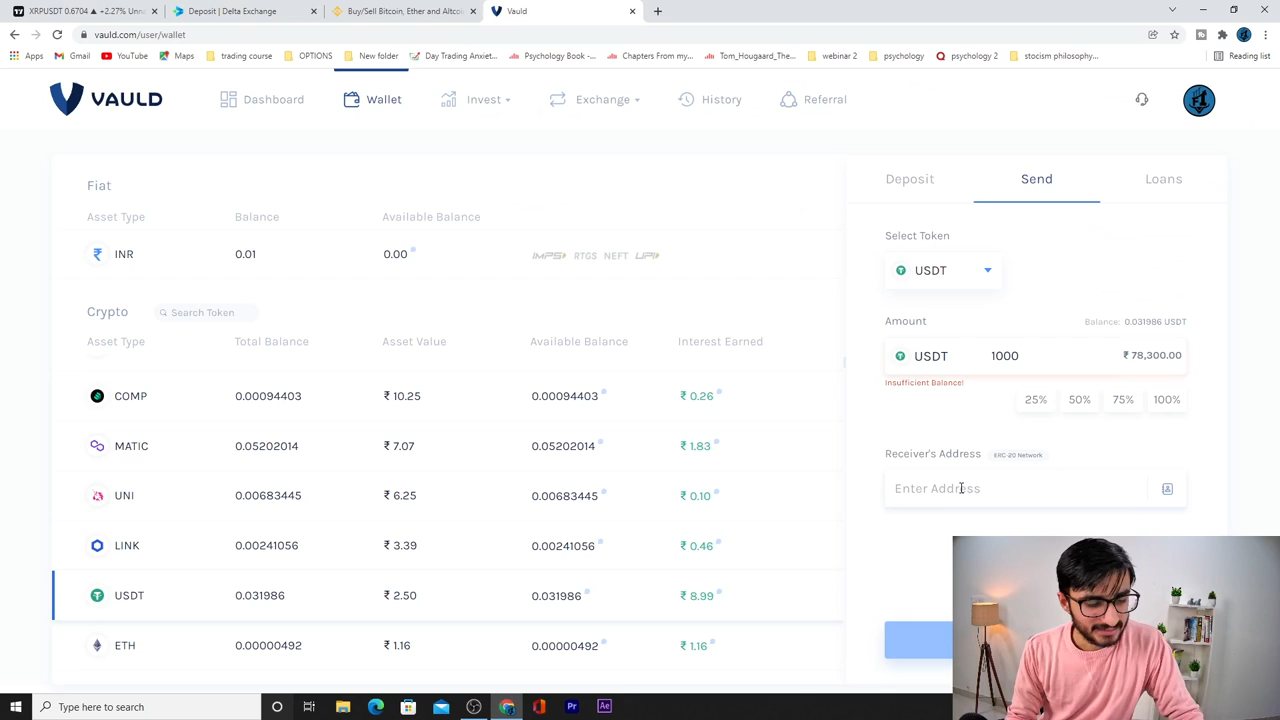 XRPUSDT 0.6704 ▲ +2.27% Unna
Deposit | Delta Exchange
Buy/Sell Bitcoin, Ether and Altcoi
Vauld
vauld.com/user/wallet
Apps
Gmail
YouTube
Maps
trading course
OPTIONS
New folder
Day Trading Anxiet...
Psychology Book -...
Chapters From my...
Tom_Hougaard_The...
webinar 2
psychology
psychology 2
stocism philosophy...
Reading list
VAULD
Dashboard
Wallet
Invest
Exchange
History
Referral
Fiat
Asset Type Balance Available Balance
INR 0.01 0.00 IMPS RTGS NEFT UPI
Crypto
Search Token
Asset Type Total Balance Asset Value Available Balance Interest Earned
COMP 0.00094403 ₹ 10.25 0.00094403 ₹ 0.26
MATIC 0.05202014 ₹ 7.07 0.05202014 ₹ 1.83
UNI 0.00683445 ₹ 6.25 0.00683445 ₹ 0.10
LINK 0.00241056 ₹ 3.39 0.00241056 ₹ 0.46
USDT 0.031986 ₹ 2.50 0.031986 ₹ 8.99
ETH 0.00000492 ₹ 1.16 0.00000492 ₹ 1.16
Deposit Send Loans
Select Token
USDT
Amount Balance: 0.031986 USDT
USDT 1000 ₹ 78,300.00
Insufficient Balance!
25% 50% 75% 100%
Receiver's Address ERC-20 Network
Enter Address
Type here to search
Pr
Ae